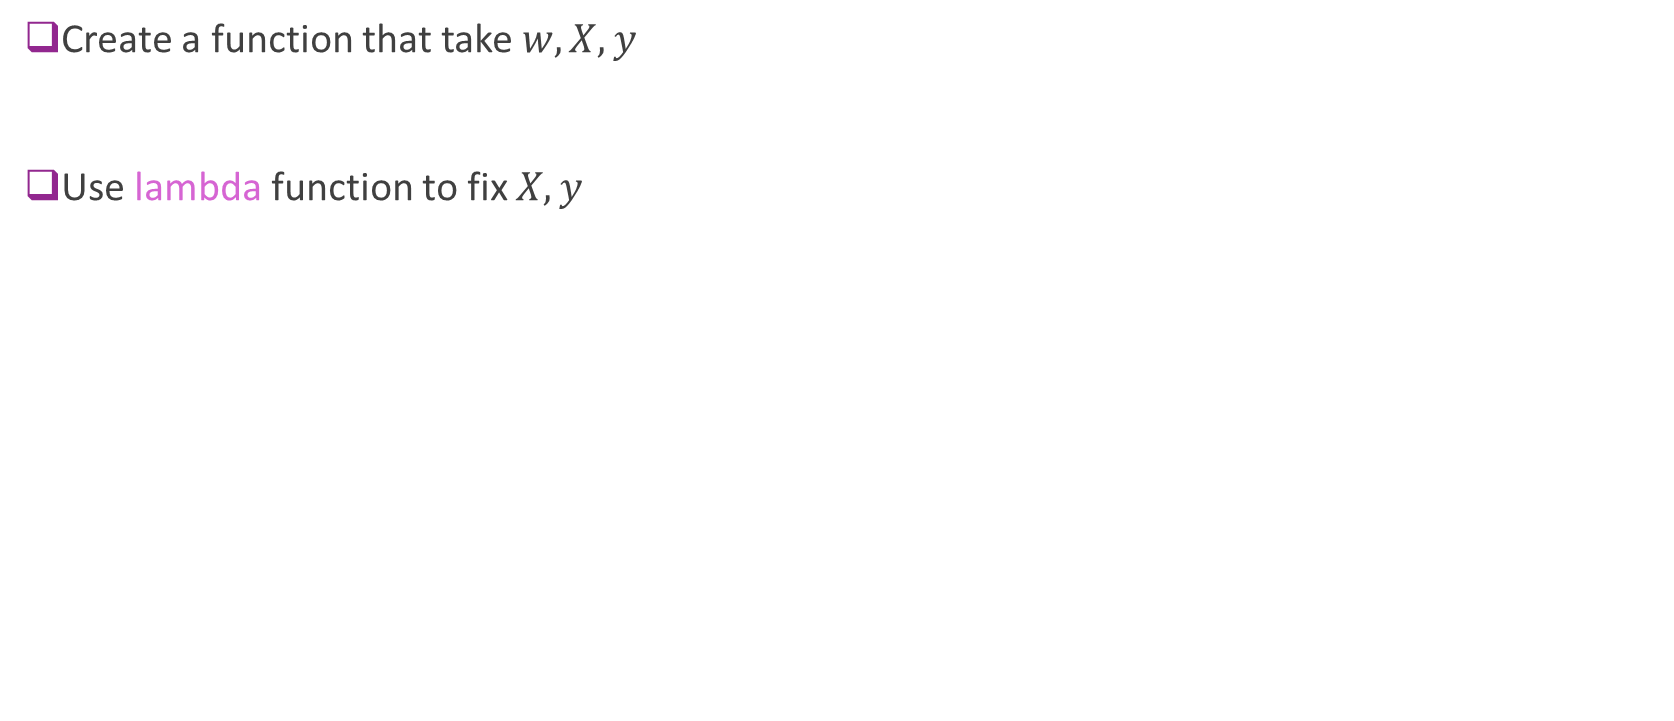 ❑Create a function that take w, X, y
❑Use lambda function to fix X, y